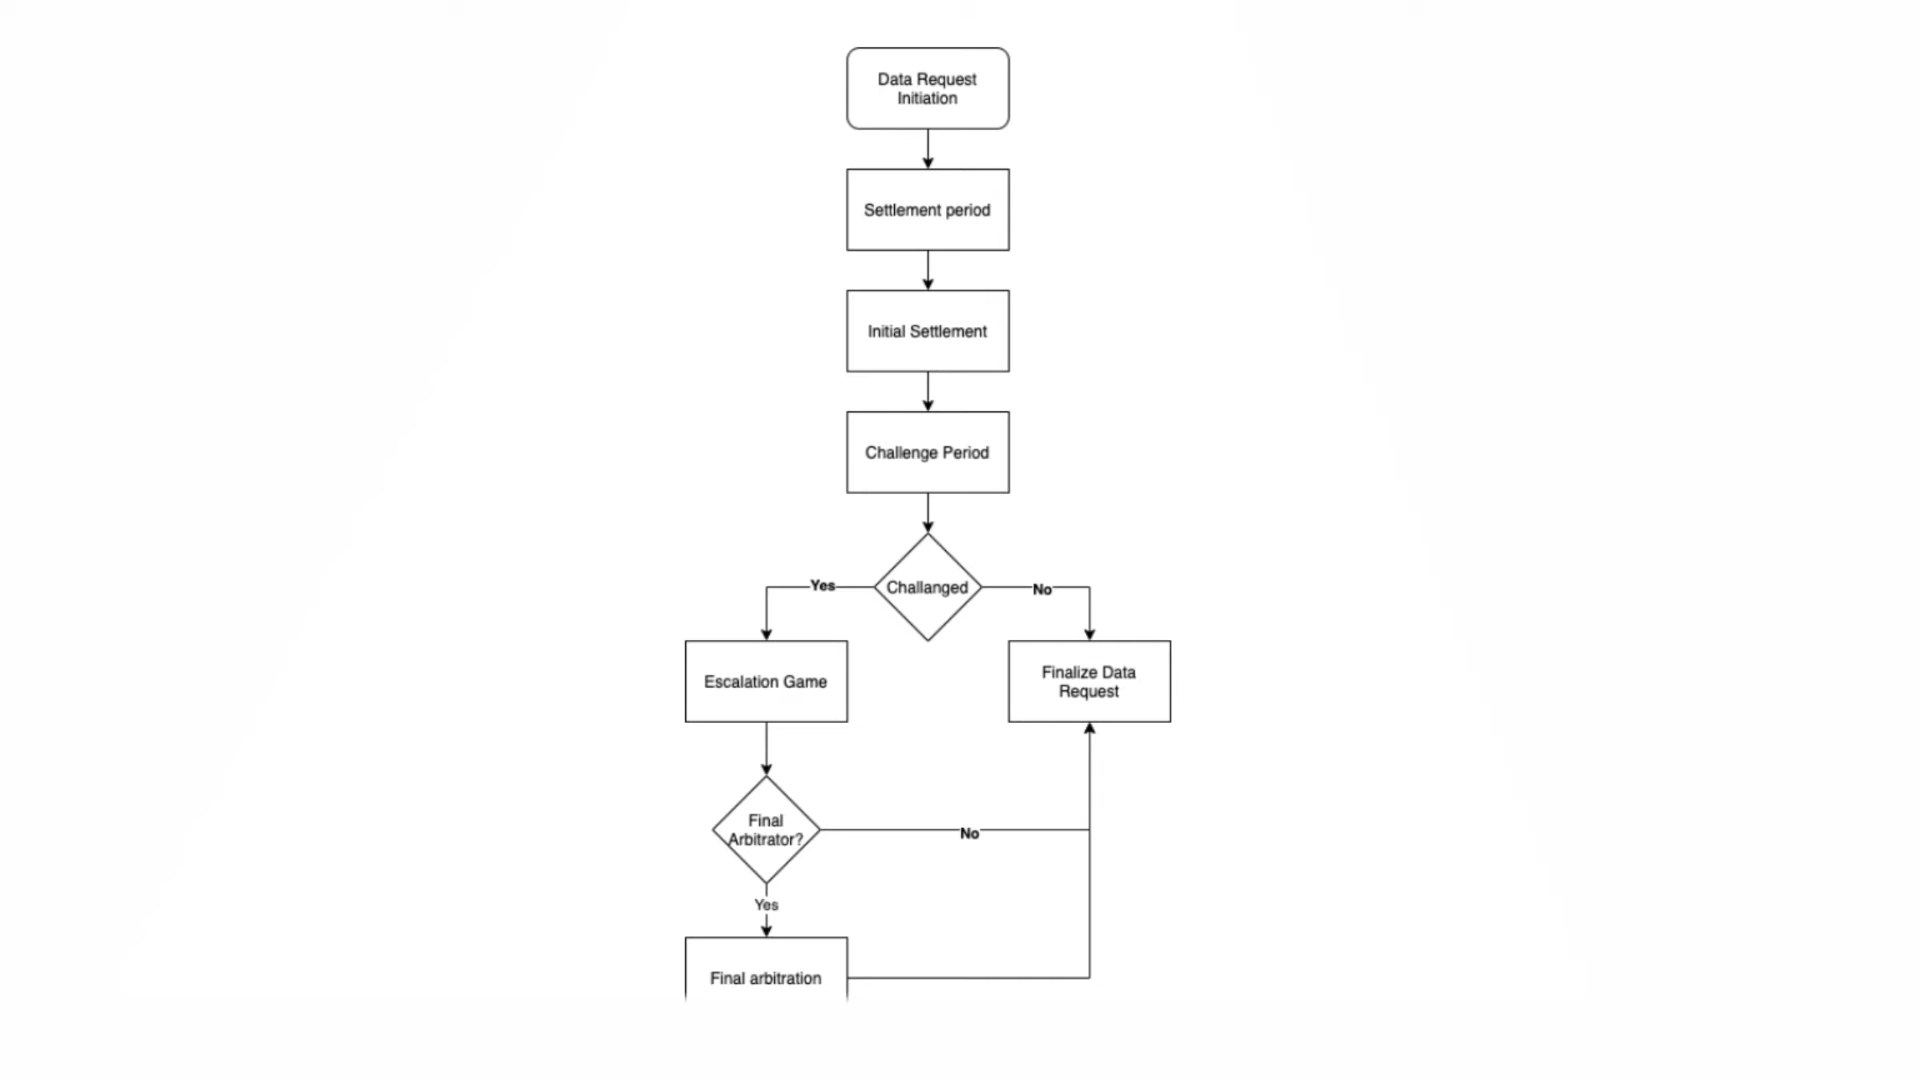 Data Request
Initiation
Settlement period
Initial Settlement
Challenge Period
Challanged
Yes
No
Escalation Game
Finalize Data
Request
Final
Arbitrator?
No
Yes
Final arbitration